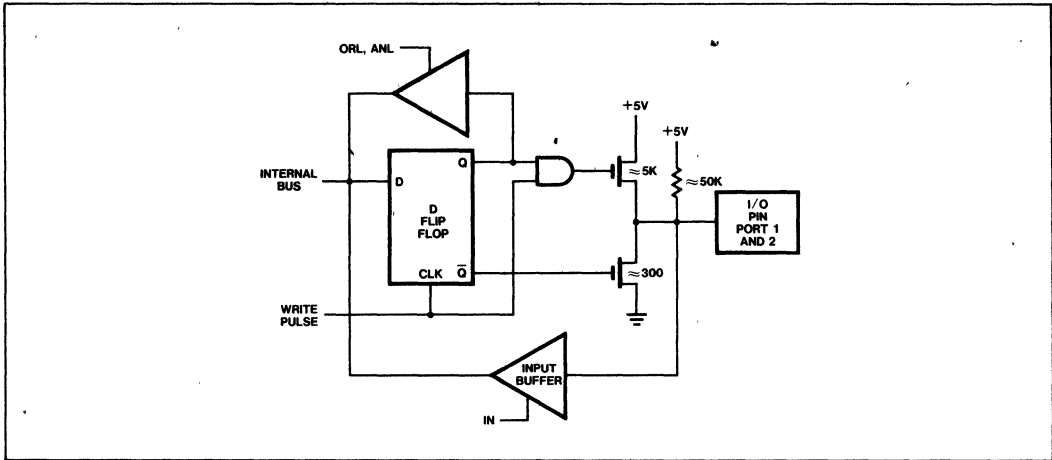 ORL, ANL
+5V
+5V
INTERNAL
BUS
D
Q
≈5K
≈50K
D
FLIP
FLOP
I/O
PIN
PORT 1
AND 2
CLK
Q̅
≈300
WRITE
PULSE
INPUT
BUFFER
IN